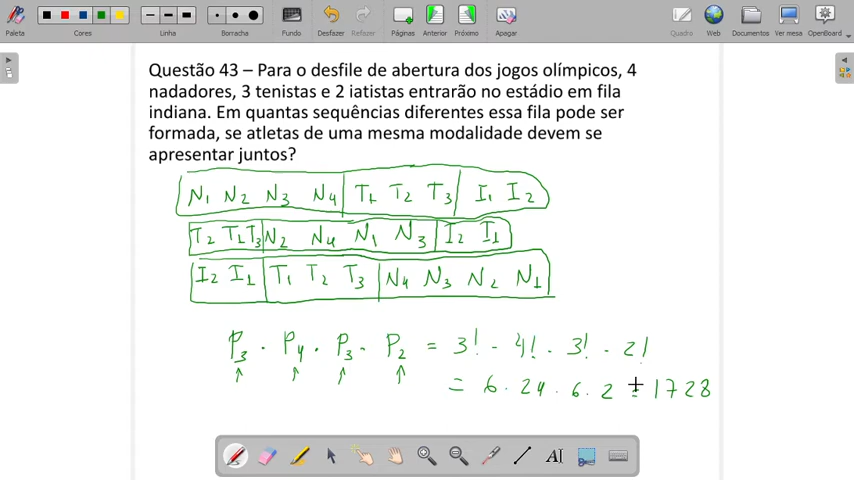 Cores Linha Borracha
Paleta Fundo Desfazer Refazer Páginas Anterior Próximo Apagar Quadro Web Documentos Ver mesa OpenBoard
Questão 43 – Para o desfile de abertura dos jogos olímpicos, 4
nadadores, 3 tenistas e 2 iatistas entrarão no estádio em fila
indiana. Em quantas sequências diferentes essa fila pode ser
formada, se atletas de uma mesma modalidade devem se
apresentar juntos?
N₁ N₂ N₃ N₄ T₁ T₂ T₃ I₁ I₂
T₂ T₁ T₃ N₂ N₄ N₁ N₃ I₂ I₁
I₂ I₁ T₁ T₂ T₃ N₄ N₃ N₂ N₁
P₃ · P₄ · P₃ · P₂ = 3! · 4! · 3! · 2!
= 6 · 24 · 6 · 2 = 1728